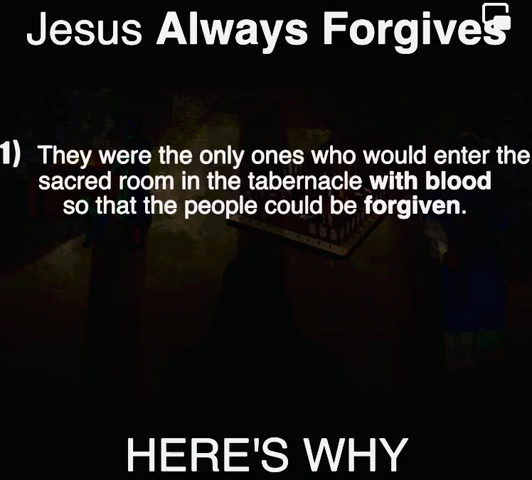 Jesus Always Forgives
1) They were the only ones who would enter the
sacred room in the tabernacle with blood
so that the people could be forgiven.
HERE'S WHY